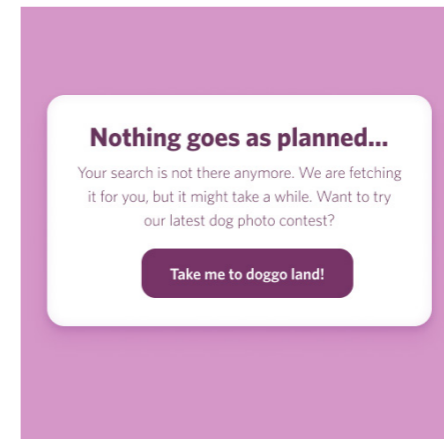 Nothing goes as planned...
Your search is not there anymore. We are fetching
it for you, but it might take a while. Want to try
our latest dog photo contest?
Take me to doggo land!